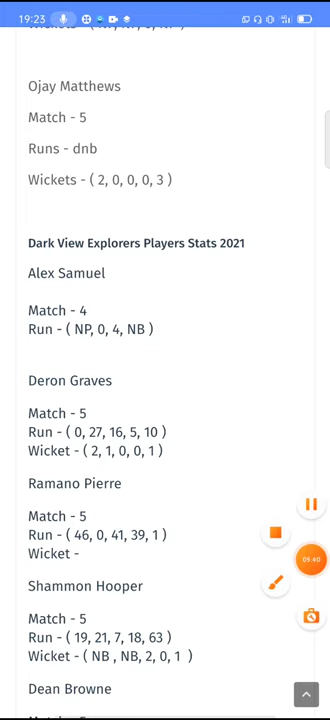 19:23
Ojay Matthews
Match - 5
Runs - dnb
Wickets - ( 2, 0, 0, 0, 3 )
Dark View Explorers Players Stats 2021
Alex Samuel
Match - 4
Run - ( NP, 0, 4, NB )
Deron Graves
Match - 5
Run - ( 0, 27, 16, 5, 10 )
Wicket - ( 2, 1, 0, 0, 1 )
Ramano Pierre
Match - 5
Run - ( 46, 0, 41, 39, 1 )
Wicket -
05:40
Shammon Hooper
Match - 5
Run - ( 19, 21, 7, 18, 63 )
Wicket - ( NB , NB, 2, 0, 1 )
Dean Browne